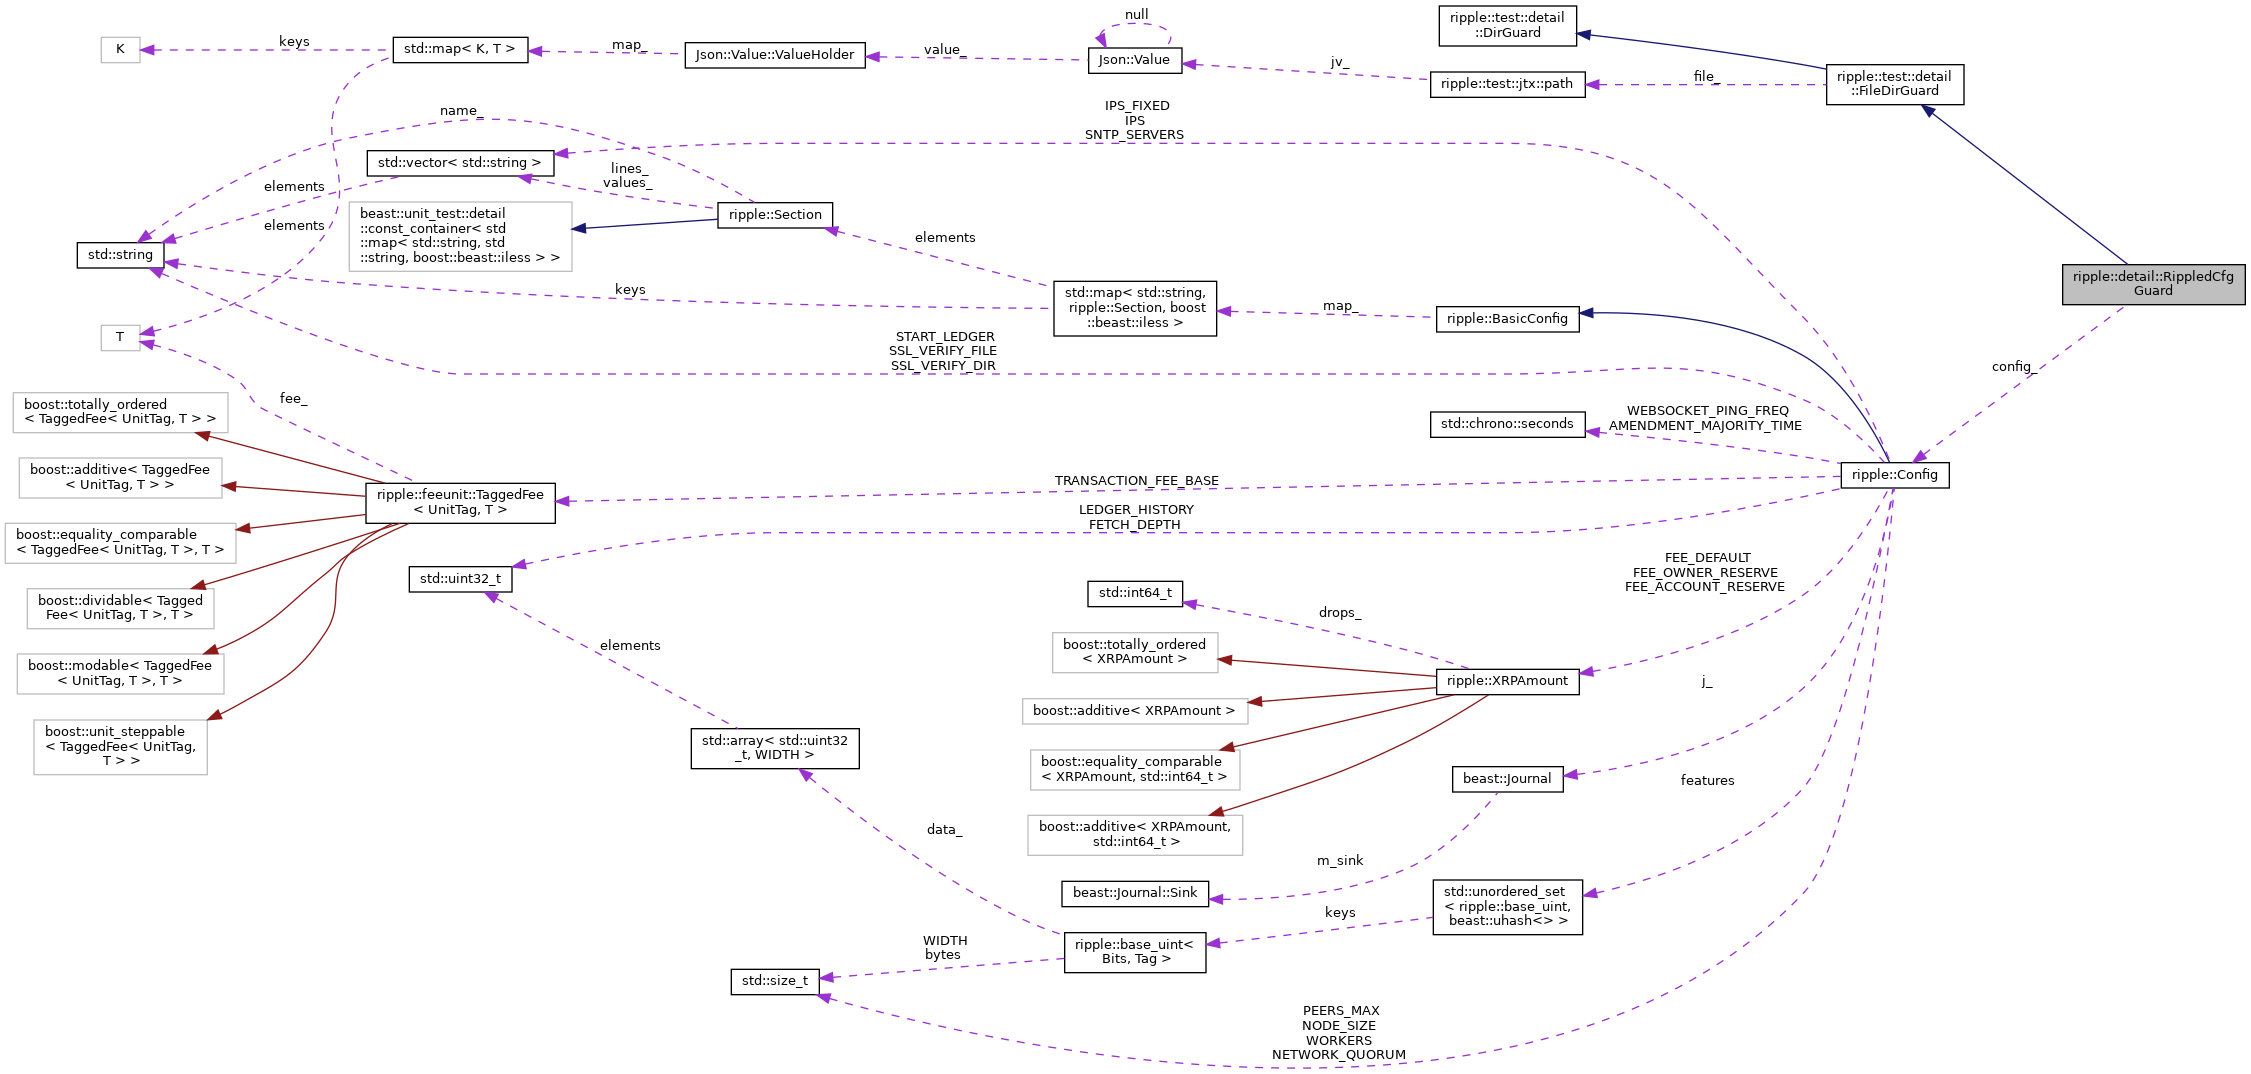 null
ripple::test::detail
::DirGuard
K
keys
std::map< K, T >
map_
Json::Value::ValueHolder
value_
Json::Value
jv_
ripple::test::jtx::path
file_
ripple::test::detail
::FileDirGuard
name_
IPS_FIXED
IPS
SNTP_SERVERS
std::vector< std::string >
lines_
values_
elements
elements
beast::unit_test::detail
::const_container< std
::map< std::string, std
::string, boost::beast::iless > >
ripple::Section
elements
std::string
keys
std::map< std::string,
ripple::Section, boost
::beast::iless >
map_
ripple::BasicConfig
ripple::detail::RippledCfg
Guard
T
START_LEDGER
SSL_VERIFY_FILE
SSL_VERIFY_DIR
config_
fee_
boost::totally_ordered
< TaggedFee< UnitTag, T > >
std::chrono::seconds
WEBSOCKET_PING_FREQ
AMENDMENT_MAJORITY_TIME
boost::additive< TaggedFee
< UnitTag, T > >
ripple::feeunit::TaggedFee
< UnitTag, T >
TRANSACTION_FEE_BASE
ripple::Config
LEDGER_HISTORY
FETCH_DEPTH
boost::equality_comparable
< TaggedFee< UnitTag, T >, T >
std::uint32_t
boost::dividable< Tagged
Fee< UnitTag, T >, T >
std::int64_t
drops_
FEE_DEFAULT
FEE_OWNER_RESERVE
FEE_ACCOUNT_RESERVE
elements
boost::totally_ordered
< XRPAmount >
boost::modable< TaggedFee
< UnitTag, T >, T >
ripple::XRPAmount
j_
boost::additive< XRPAmount >
boost::unit_steppable
< TaggedFee< UnitTag,
T > >
std::array< std::uint32
_t, WIDTH >
boost::equality_comparable
< XRPAmount, std::int64_t >
beast::Journal
features
data_
boost::additive< XRPAmount,
std::int64_t >
m_sink
beast::Journal::Sink
std::unordered_set
< ripple::base_uint,
beast::uhash<> >
keys
WIDTH
bytes
ripple::base_uint<
Bits, Tag >
std::size_t
PEERS_MAX
NODE_SIZE
WORKERS
NETWORK_QUORUM